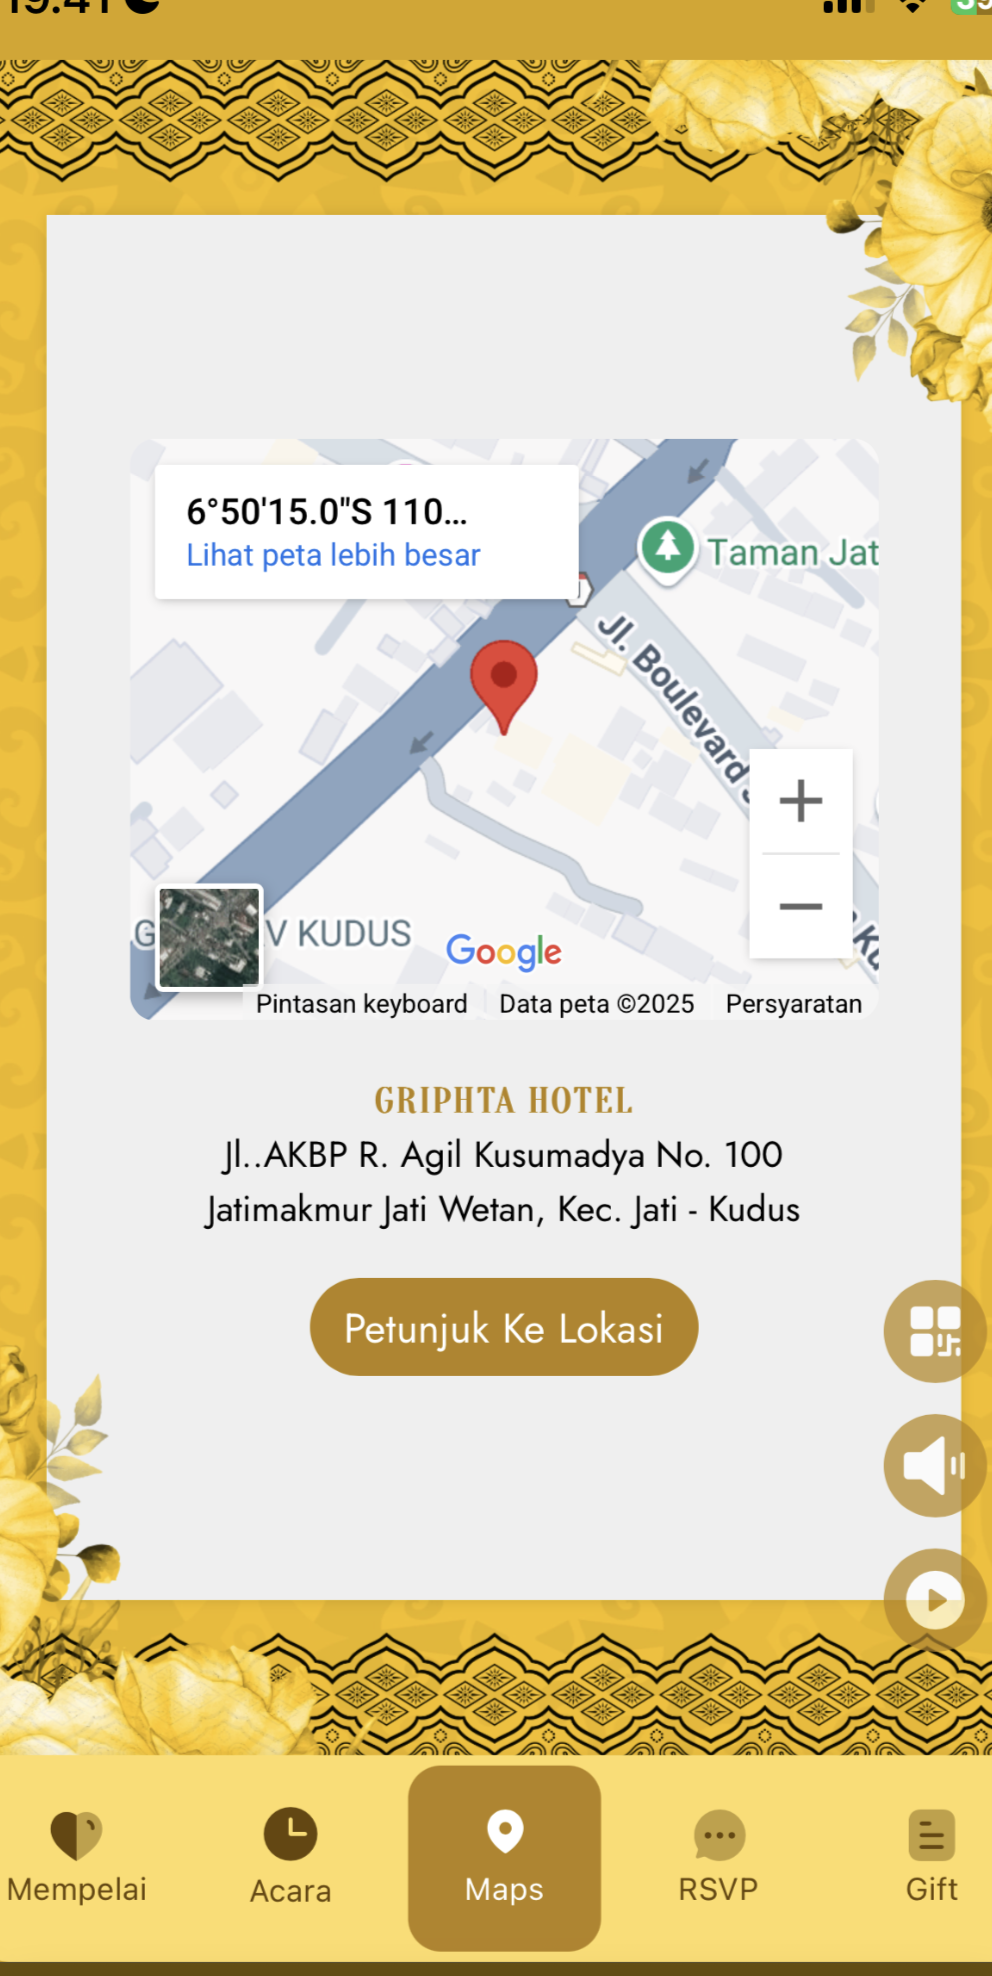 19.41
6°50'15.0"S 110...
Lihat peta lebih besar
Taman Jat
Jl. Boulevard
V KUDUS
Google
Pintasan keyboard
Data peta ©2025
Persyaratan
GRIPHTA HOTEL
Jl..AKBP R. Agil Kusumadya No. 100
Jatimakmur Jati Wetan, Kec. Jati - Kudus
Petunjuk Ke Lokasi
Mempelai
Acara
Maps
RSVP
Gift